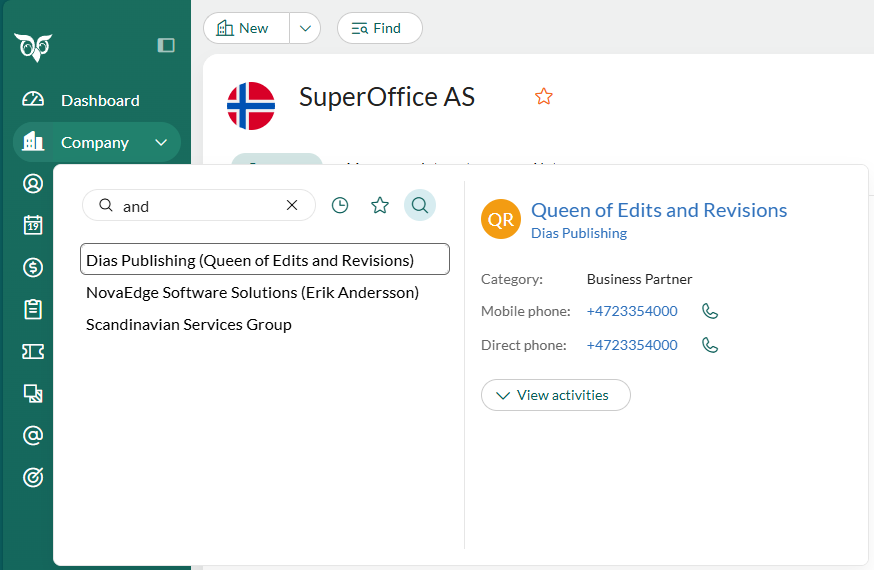 New
Find
SuperOffice AS
Dashboard
Company
19
and
Dias Publishing (Queen of Edits and Revisions)
NovaEdge Software Solutions (Erik Andersson)
Scandinavian Services Group
QR
Queen of Edits and Revisions
Dias Publishing
Category: Business Partner
Mobile phone: +4723354000
Direct phone: +4723354000
View activities